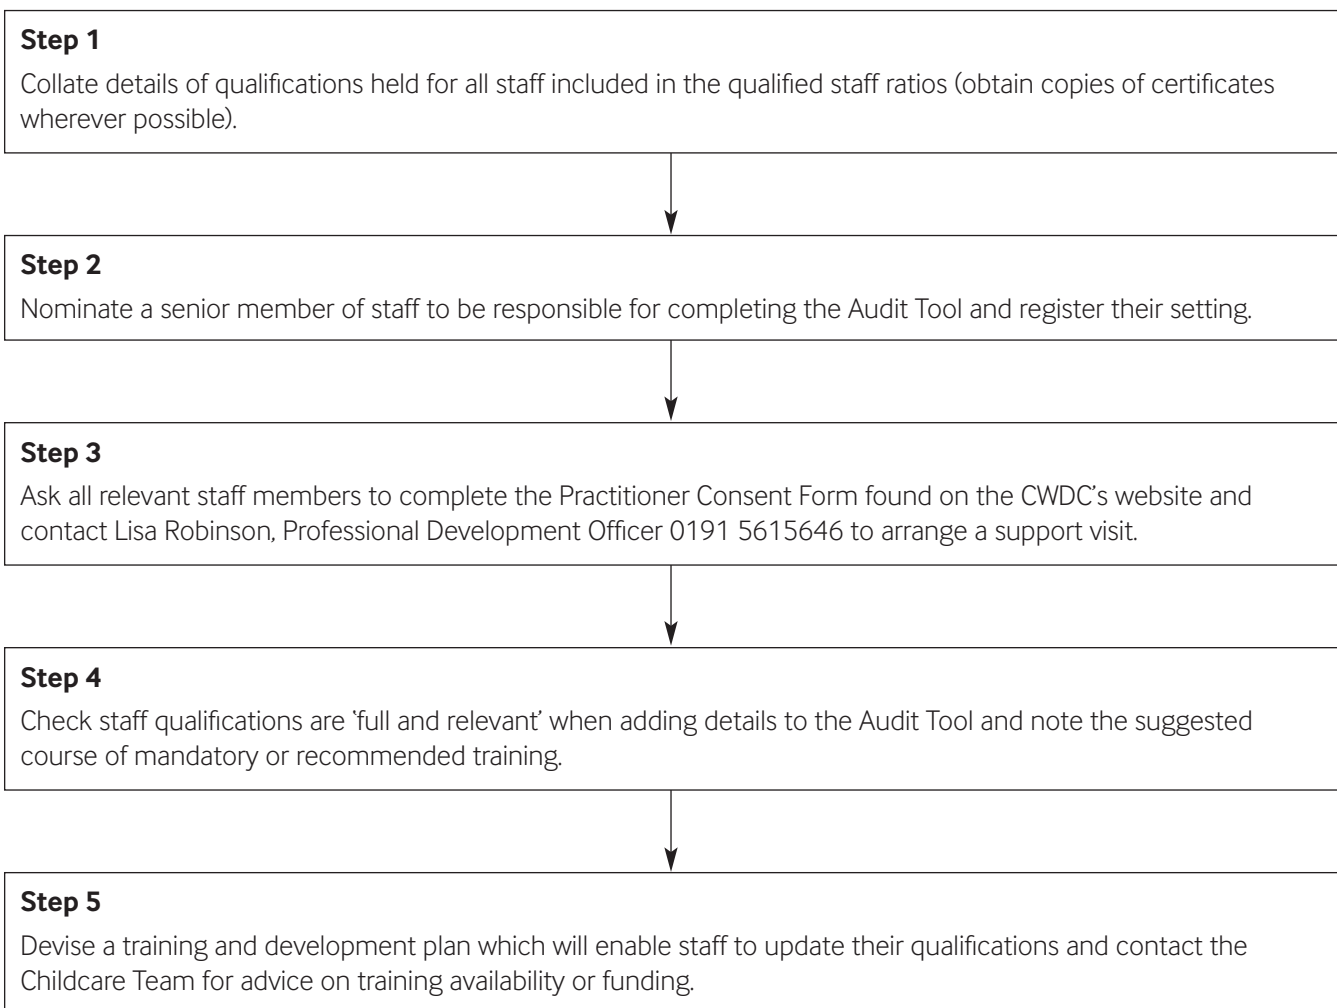 Step 1
Collate details of qualifications held for all staff included in the qualified staff ratios (obtain copies of certificates
wherever possible).
Step 2
Nominate a senior member of staff to be responsible for completing the Audit Tool and register their setting.
Step 3
Ask all relevant staff members to complete the Practitioner Consent Form found on the CWDC’s website and
contact Lisa Robinson, Professional Development Officer 0191 5615646 to arrange a support visit.
Step 4
Check staff qualifications are ‘full and relevant’ when adding details to the Audit Tool and note the suggested
course of mandatory or recommended training.
Step 5
Devise a training and development plan which will enable staff to update their qualifications and contact the
Childcare Team for advice on training availability or funding.